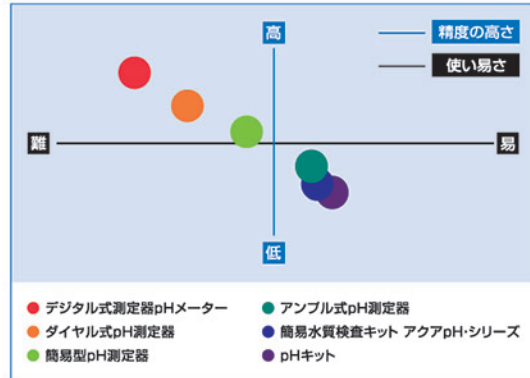 高
精度の高さ
使い易さ
難
易
低
デジタル式測定器pHメーター
アンプル式pH測定器
ダイヤル式pH測定器
簡易水質検査キット アクアpH・シリーズ
簡易型pH測定器
pHキット